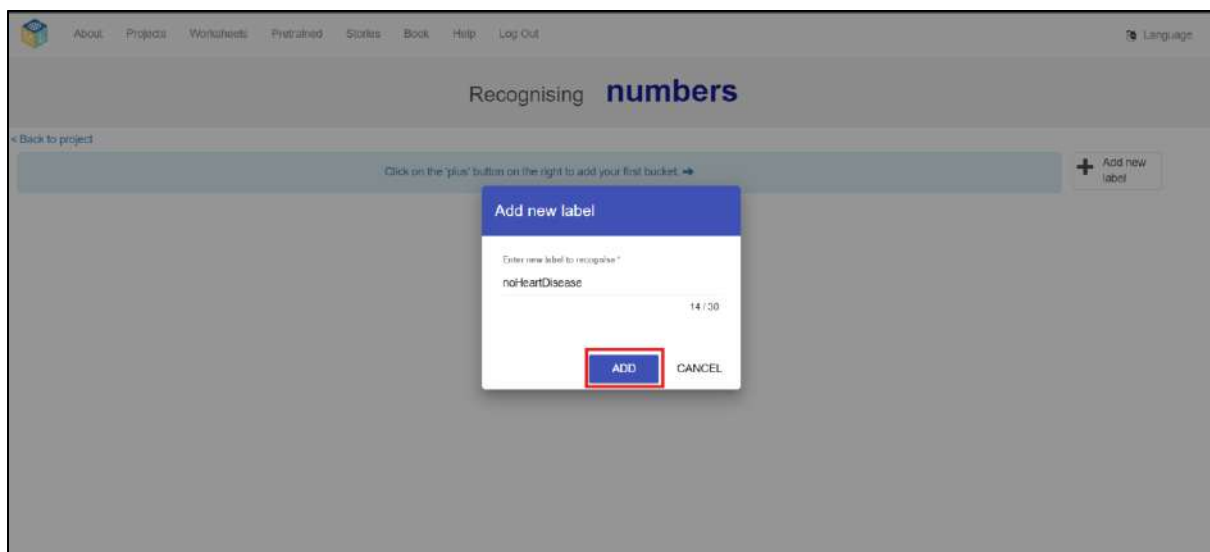 About Projects Worksheets Pretrained Stories Book Help Log Out Language
Recognising numbers
< Back to project
Click on the 'plus' button on the right to add your first bucket. ➔
Add new
label
Add new label
Enter new label to recognise *
noHeartDisease
14 / 30
ADD CANCEL